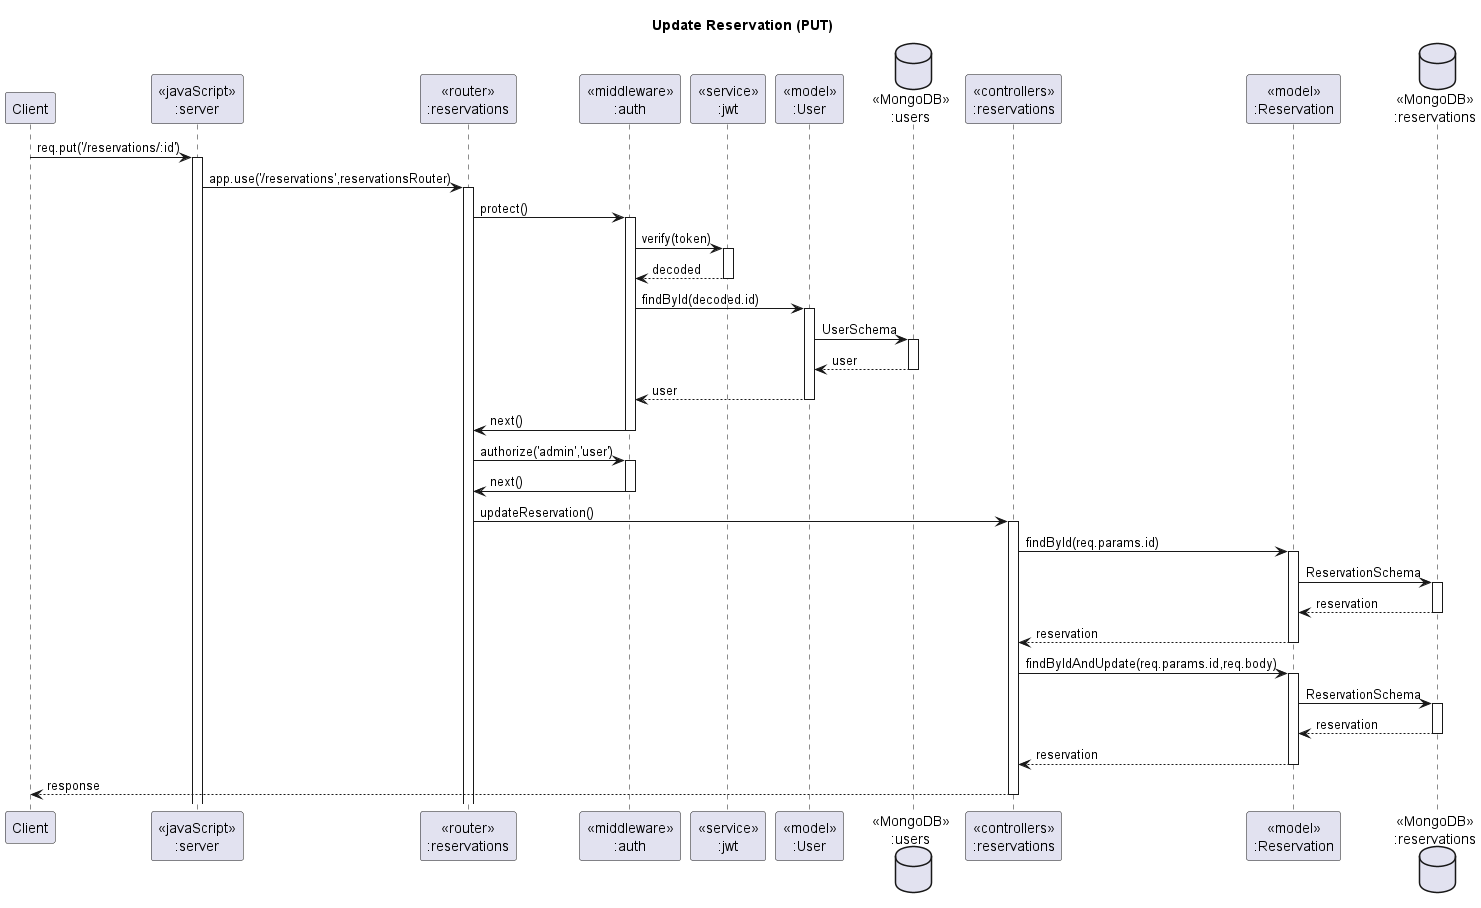 Update Reservation (PUT)
Client
«javaScript»
:server
«router»
:reservations
«middleware»
:auth
«service»
:jwt
«model»
:User
«MongoDB»
:users
«controllers»
:reservations
«model»
:Reservation
«MongoDB»
:reservations
req.put('/reservations/:id')
app.use('/reservations',reservationsRouter)
protect()
verify(token)
decoded
findById(decoded.id)
UserSchema
user
user
next()
authorize('admin','user')
next()
updateReservation()
findById(req.params.id)
ReservationSchema
reservation
reservation
findByIdAndUpdate(req.params.id,req.body)
ReservationSchema
reservation
reservation
response
Client
«javaScript»
:server
«router»
:reservations
«middleware»
:auth
«service»
:jwt
«model»
:User
«MongoDB»
:users
«controllers»
:reservations
«model»
:Reservation
«MongoDB»
:reservations